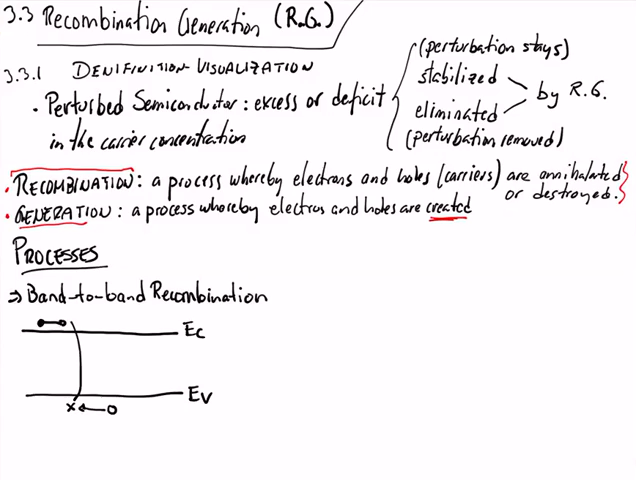 3.3 Recombination Generation (R.G.)
3.3.1 DENIFINITION-VISUALIZATION
• Perturbed Semiconductor: excess or deficit
in the carrier concentration
(perturbation stays)
stabilized
eliminated
(perturbation removed)
by R.G.
• RECOMBINATION: a process whereby electrons and holes (carriers) are annihalated
or destroyed.
• GENERATION: a process whereby electrons and holes are created
PROCESSES
⇒ Band-to-band Recombination
Ec
Ev